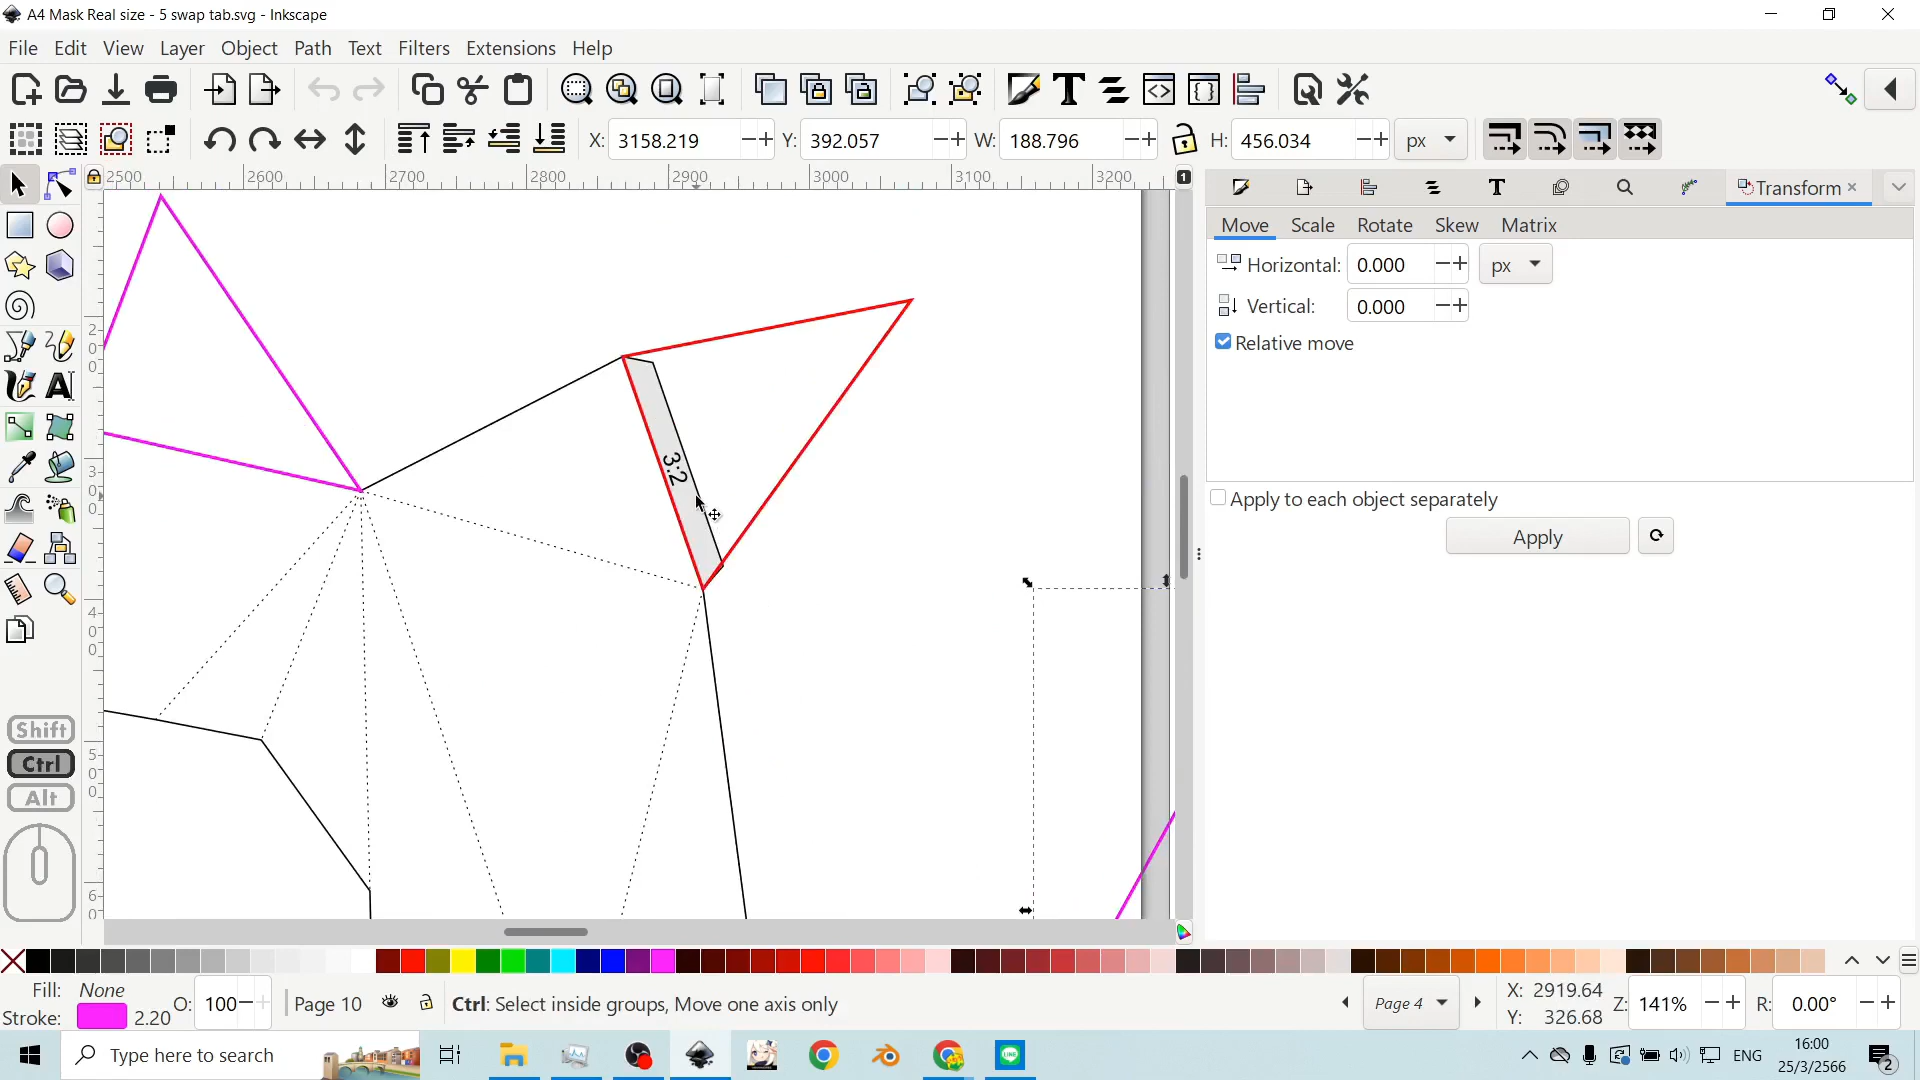 A4 Mask Real size - 5 swap tab.svg - Inkscape
File Edit View Layer Object Path Text Filters Extensions Help
X: 3158.219 Y: 392.057 W: 188.796 H: 456.034 px
2500 2600 2700 2800 2900 3000 3100 3200 1
Transform
Move Scale Rotate Skew Matrix
Horizontal: 0.000 px
Vertical: 0.000
Relative move
3:2
Apply to each object separately
Apply
Shift
Ctrl
Alt
Fill: None
Stroke: 2.20 O: 100
Page 10
Ctrl: Select inside groups, Move one axis only
Page 4
X: 2919.64
Y: 326.68
Z: 141%
R: 0.00°
Type here to search
ENG
16:00
25/3/2566
2